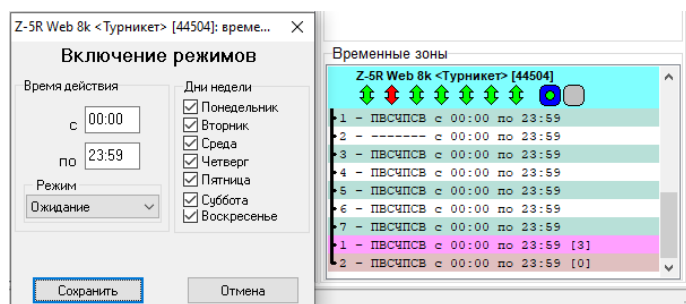 Z-5R Web 8k <Турникет> [44504]: време...
Включение режимов
Время действия
с 00:00
по 23:59
Режим
Ожидание
Дни недели
Понедельник
Вторник
Среда
Четверг
Пятница
Суббота
Воскресенье
Сохранить
Отмена
Временные зоны
Z-5R Web 8k <Турникет> [44504]
1 - ПВСЧПСВ с 00:00 по 23:59
2 - ------- с 00:00 по 23:59
3 - ПВСЧПСВ с 00:00 по 23:59
4 - ПВСЧПСВ с 00:00 по 23:59
5 - ПВСЧПСВ с 00:00 по 23:59
6 - ПВСЧПСВ с 00:00 по 23:59
7 - ПВСЧПСВ с 00:00 по 23:59
1 - ПВСЧПСВ с 00:00 по 23:59 [3]
2 - ПВСЧПСВ с 00:00 по 23:59 [0]